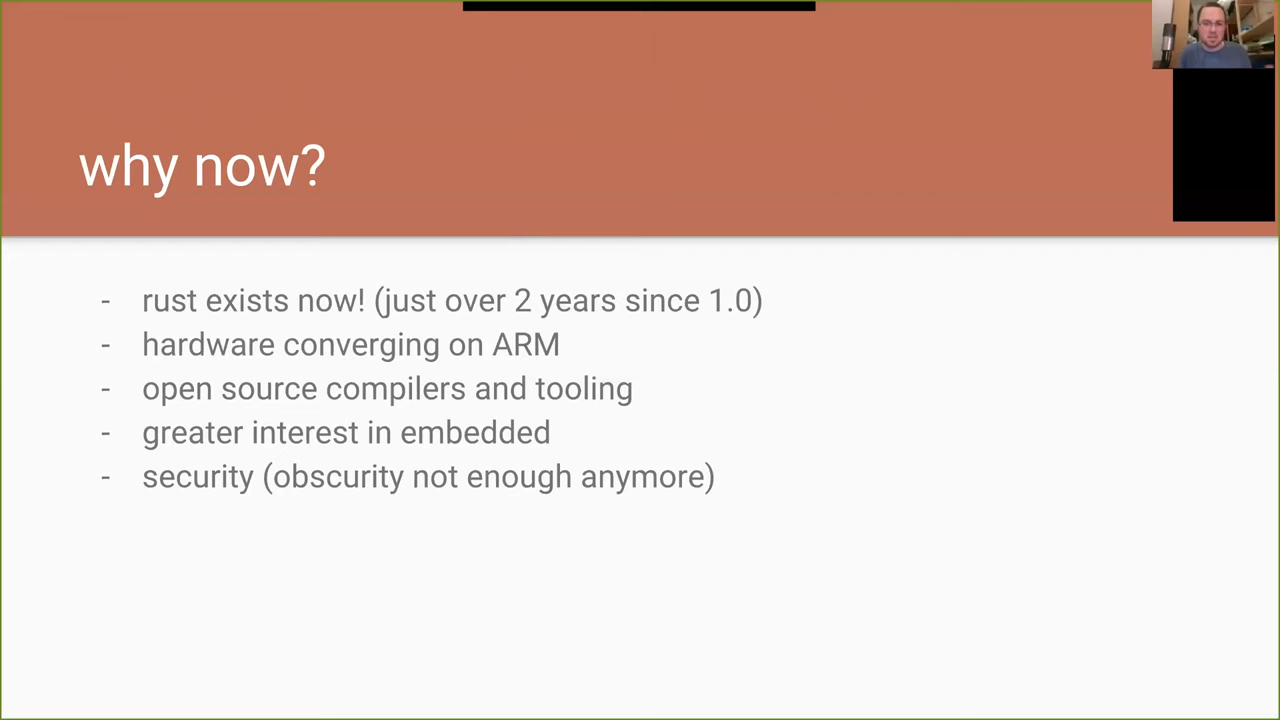 why now?
- rust exists now! (just over 2 years since 1.0)
- hardware converging on ARM
- open source compilers and tooling
- greater interest in embedded
- security (obscurity not enough anymore)